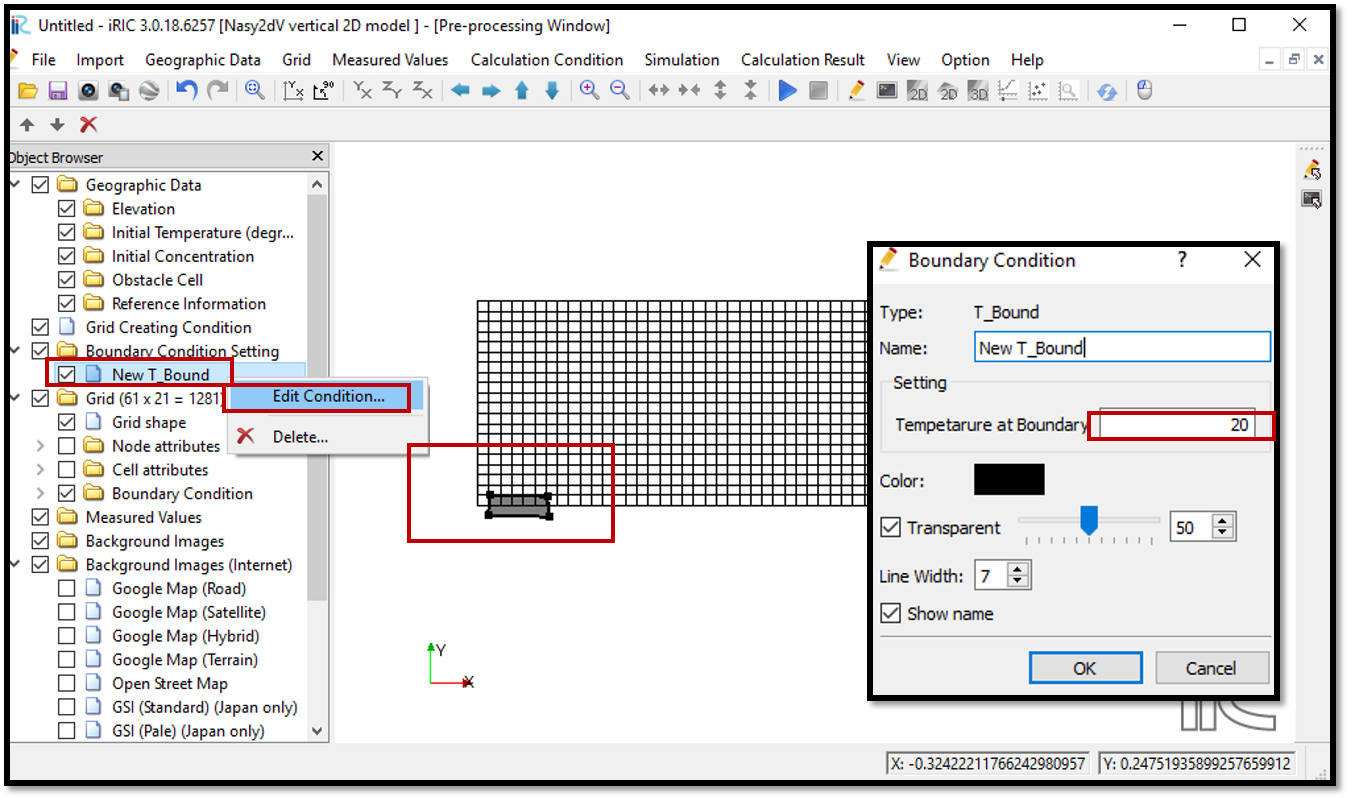 Untitled - iRIC 3.0.18.6257 [Nasy2dV vertical 2D model ] - [Pre-processing Window]
File Import Geographic Data Grid Measured Values Calculation Condition Simulation Calculation Result View Option Help
Object Browser
Geographic Data
Elevation
Initial Temperature (degr...
Initial Concentration
Obstacle Cell
Reference Information
Grid Creating Condition
Boundary Condition Setting
New T_Bound
Grid (61 x 21 = 1281)
Grid shape
Node attributes
Cell attributes
Boundary Condition
Measured Values
Background Images
Background Images (Internet)
Google Map (Road)
Google Map (Satellite)
Google Map (Hybrid)
Google Map (Terrain)
Open Street Map
GSI (Standard) (Japan only)
GSI (Pale) (Japan only)
Edit Condition...
Delete...
Y
X
Boundary Condition
?
Type: T_Bound
Name: New T_Bound
Setting
Tempetarure at Boundary 20
Color:
Transparent 50
Line Width: 7
Show name
OK Cancel
X: -0.32422211766242980957 Y: 0.24751935899257659912